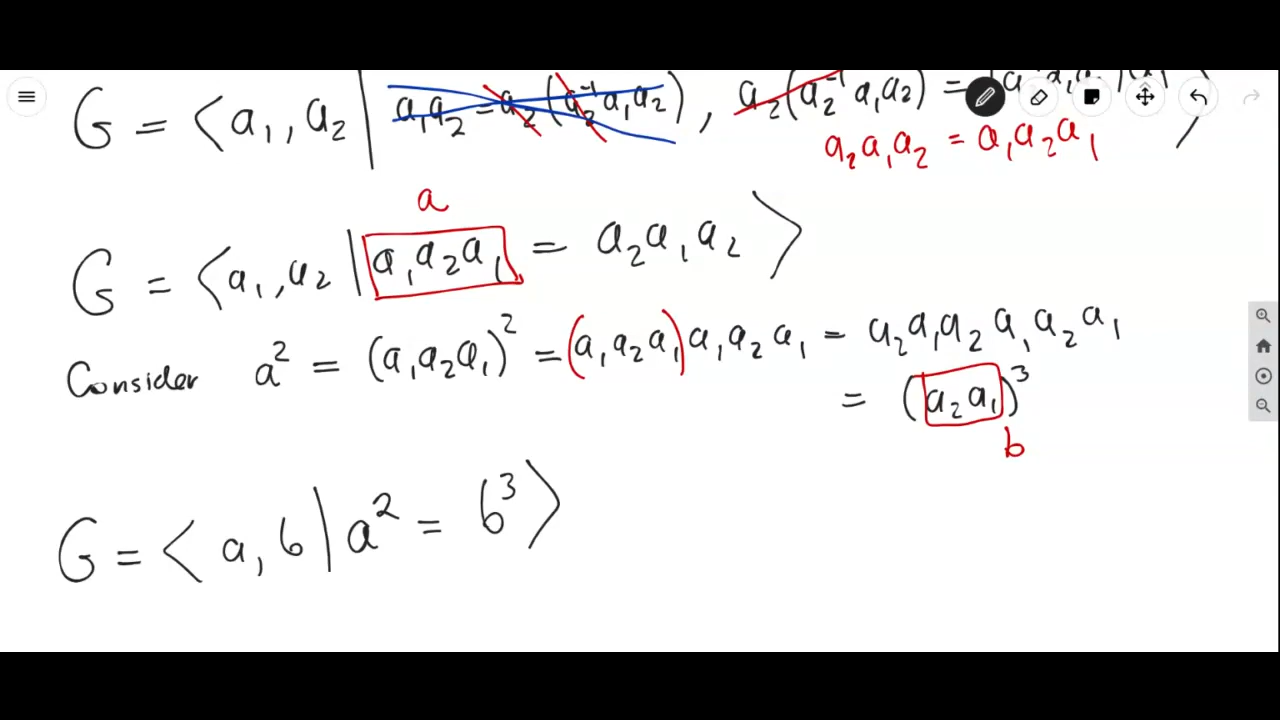 G = ⟨a₁, a₂ | a₁a₂ = a₂(a₂⁻¹a₁a₂), a₂(a₂⁻¹a₁a₂) = ⟩
a₂a₁a₂ = a₁a₂a₁
a
G = ⟨a₁, a₂ | a₁a₂a₁ = a₂a₁a₂⟩
Consider a² = (a₁a₂a₁)² = (a₁a₂a₁)a₁a₂a₁ = a₂a₁a₂a₁a₂a₁
= (a₂a₁)³
b
G = ⟨a, b | a² = b³⟩